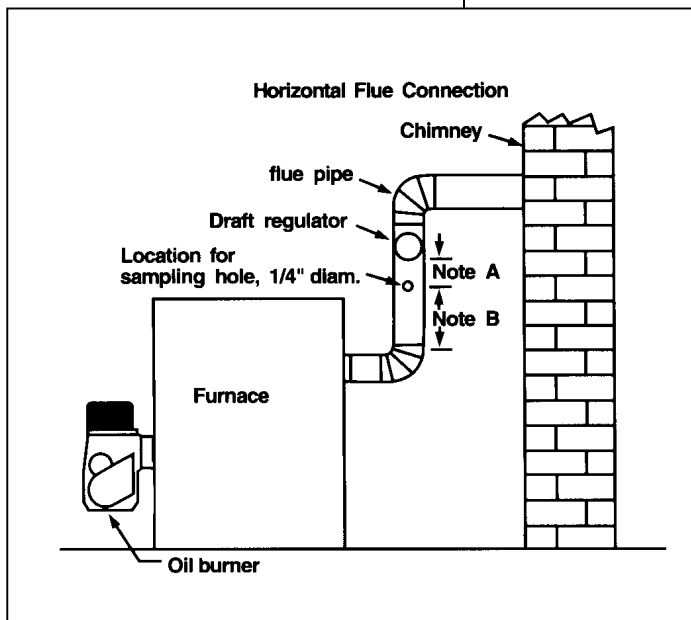 Horizontal Flue Connection
Chimney
flue pipe
Draft regulator
Location for
sampling hole, 1/4" diam.
Note A
Note B
Furnace
Oil burner